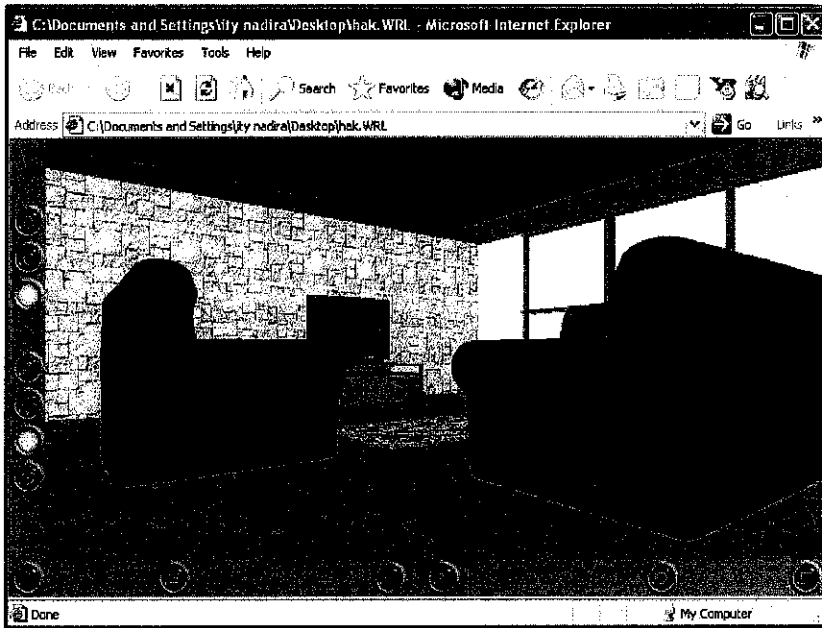 C:\Documents and Settings\ity nadira\Desktop\hak.WRL - Microsoft Internet Explorer
File Edit View Favorites Tools Help
Back Search Favorites Media
Address C:\Documents and Settings\ity nadira\Desktop\hak.WRL Go Links »
Done My Computer